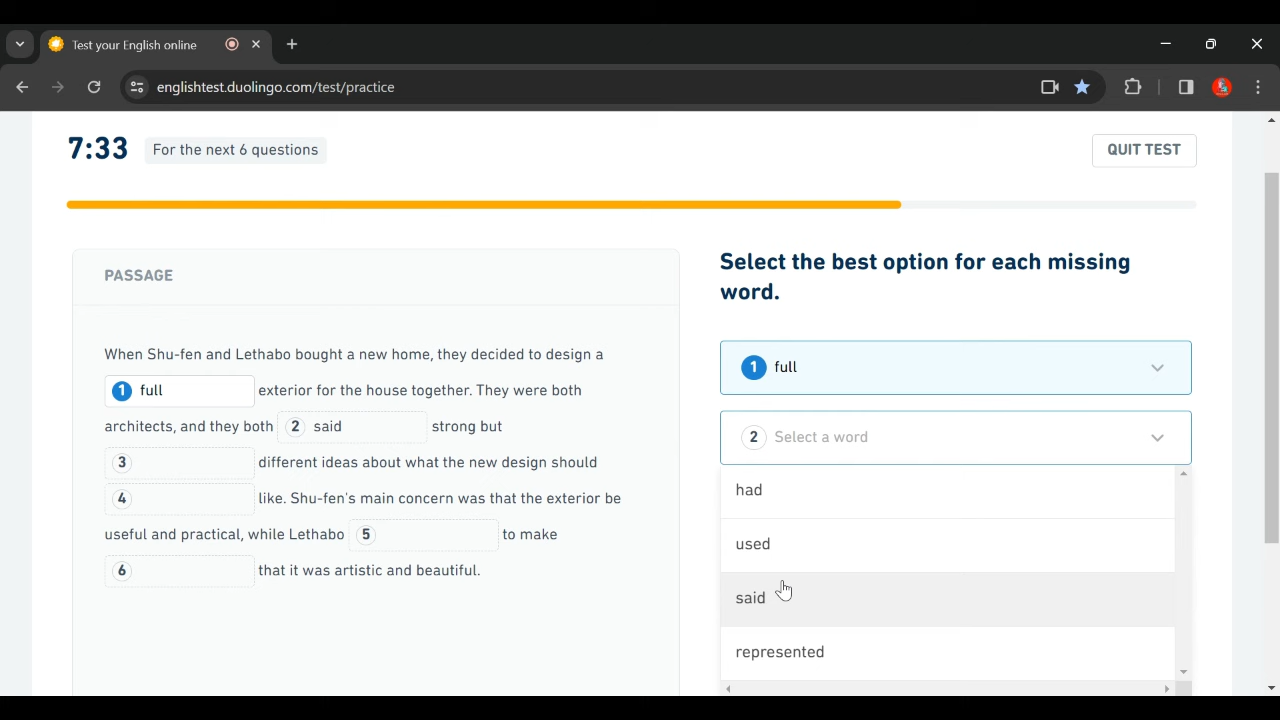 Test your English online
englishtest.duolingo.com/test/practice
7:33 For the next 6 questions
QUIT TEST
PASSAGE
When Shu-fen and Lethabo bought a new home, they decided to design a
1 full exterior for the house together. They were both
architects, and they both 2 said strong but
3 different ideas about what the new design should
4 like. Shu-fen's main concern was that the exterior be
useful and practical, while Lethabo 5 to make
6 that it was artistic and beautiful.
Select the best option for each missing
word.
1 full
2 Select a word
had
used
said
represented